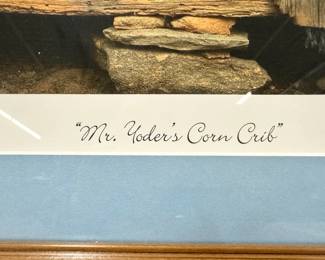 "Mr. Yoder's Corn Crib"